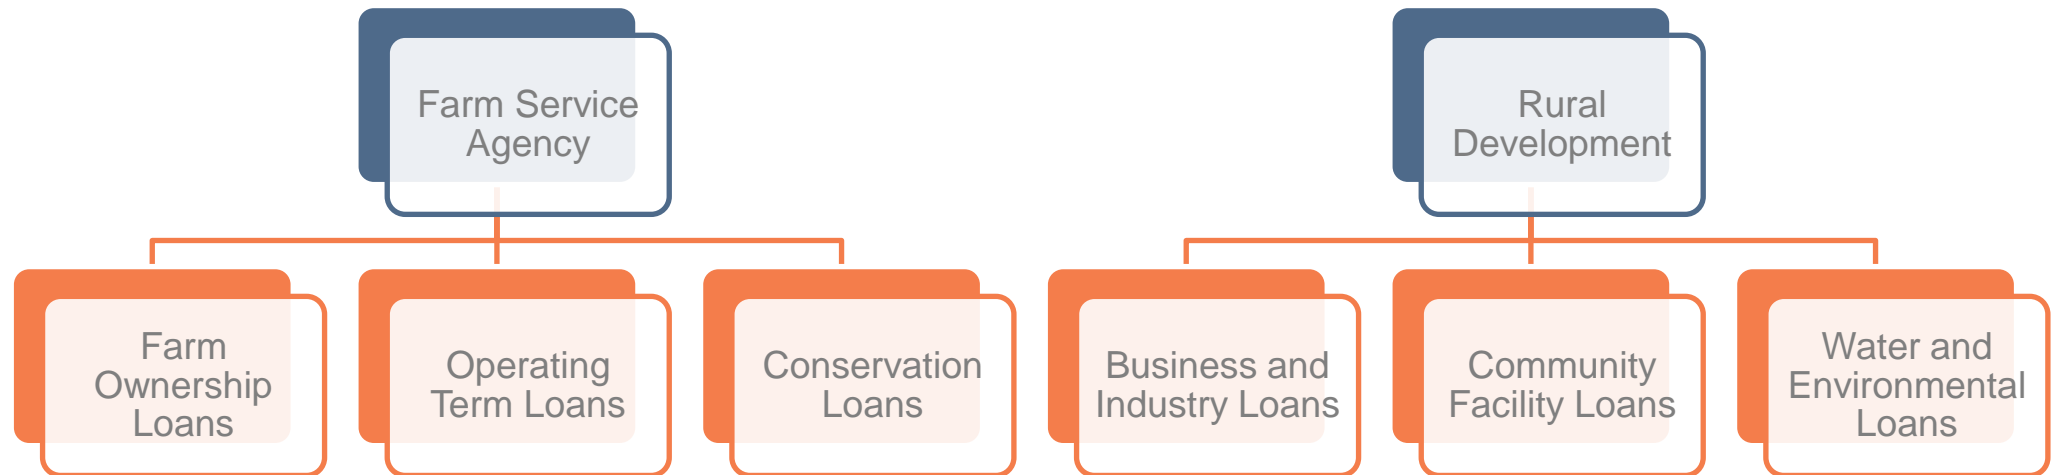 Farm Service
Agency
Rural
Development
Farm
Ownership
Loans
Operating
Term Loans
Conservation
Loans
Business and
Industry Loans
Community
Facility Loans
Water and
Environmental
Loans